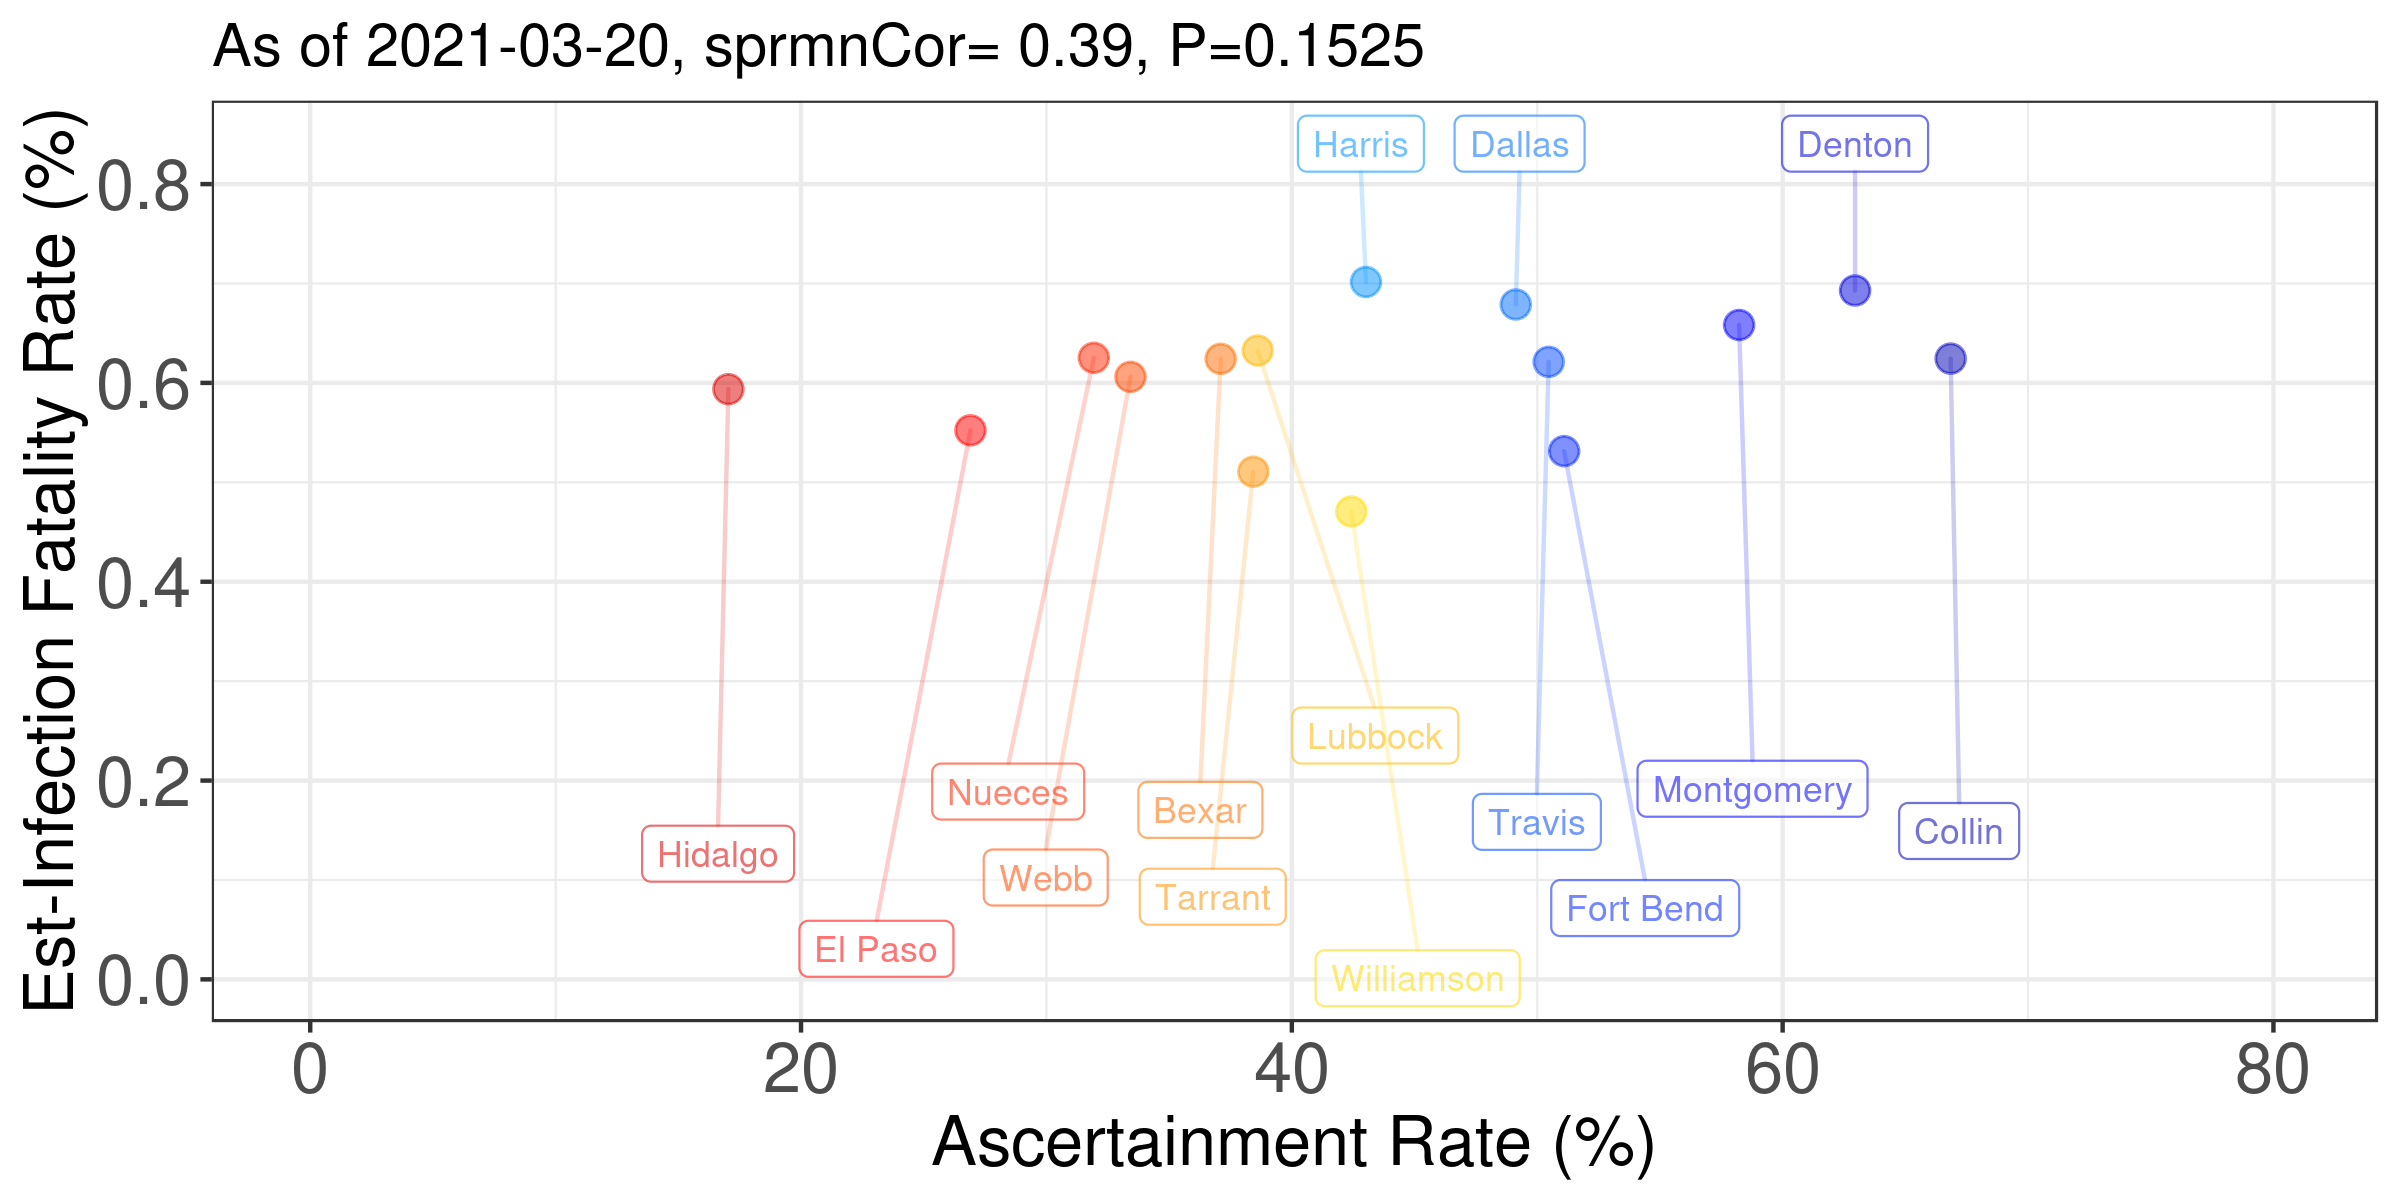 As of 2021-03-20, sprmnCor= 0.39, P=0.1525
Est-Infection Fatality Rate (%)
0.8
0.6
0.4
0.2
0.0
Harris
Dallas
Denton
Lubbock
Nueces
Montgomery
Bexar
Travis
Collin
Hidalgo
Webb
Tarrant
Fort Bend
El Paso
Williamson
0
20
40
60
80
Ascertainment Rate (%)